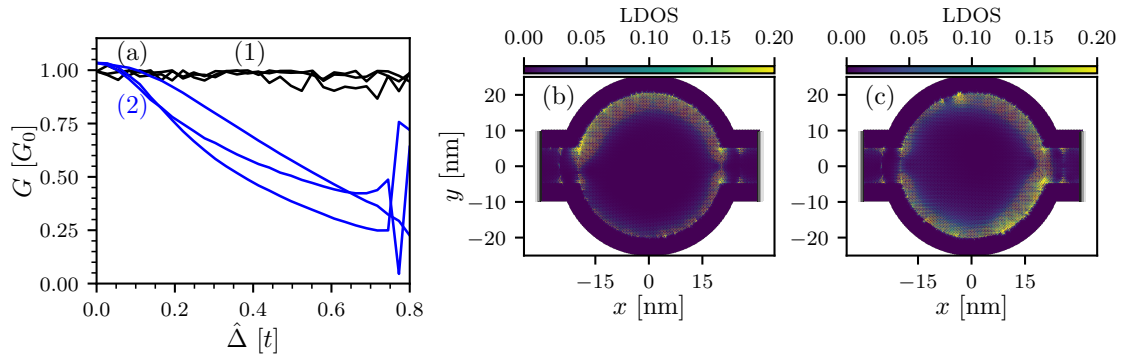 LDOS
0.00 0.05 0.10 0.15 0.20
LDOS
0.00 0.05 0.10 0.15 0.20
(a)
(1)
(2)
1.00
0.75
0.50
0.25
0.00
G [G₀]
0.0 0.2 0.4 0.6 0.8
Δ̂ [t]
(b)
20
10
0
−10
−20
y [nm]
−15 0 15
x [nm]
(c)
20
10
0
−10
−20
−15 0 15
x [nm]